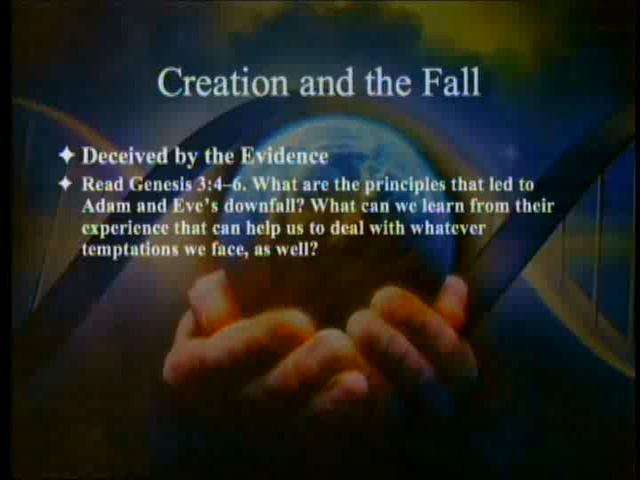 Creation and the Fall
Deceived by the Evidence
Read Genesis 3:4–6. What are the principles that led to
Adam and Eve's downfall? What can we learn from their
experience that can help us to deal with whatever
temptations we face, as well?